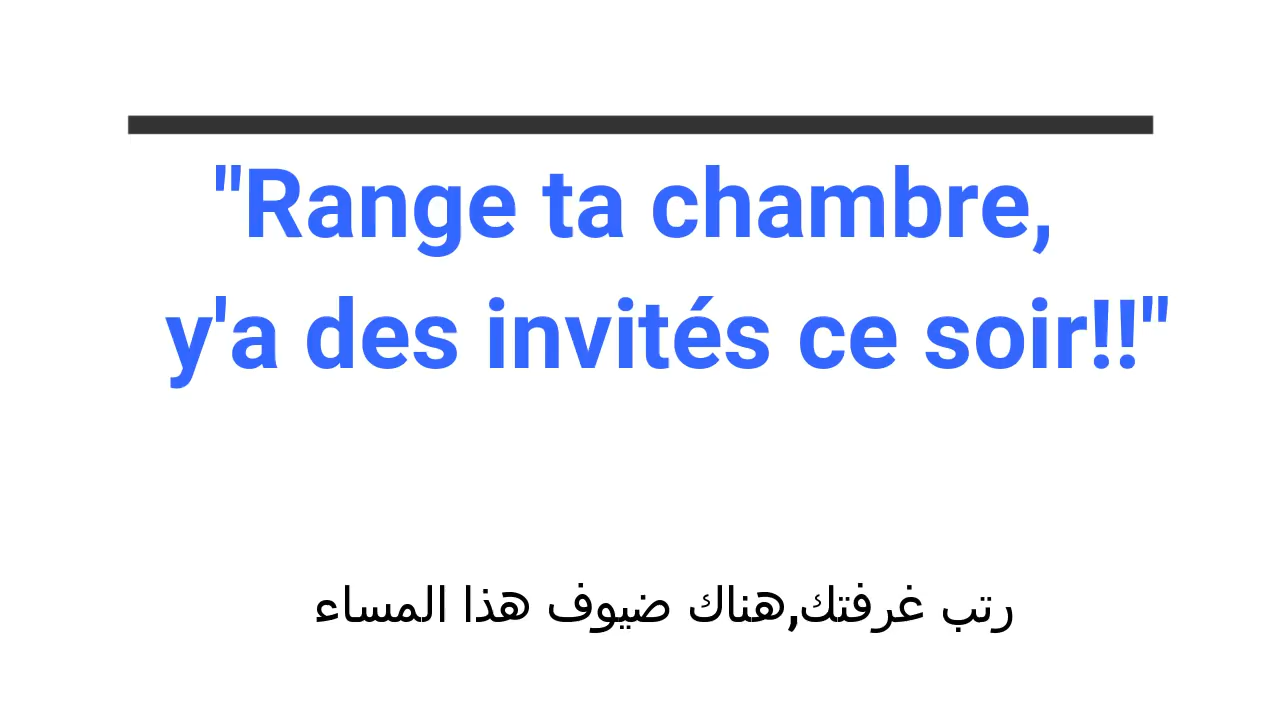 "Range ta chambre,
y'a des invités ce soir!!"
رتب غرفتك,هناك ضيوف هذا المساء